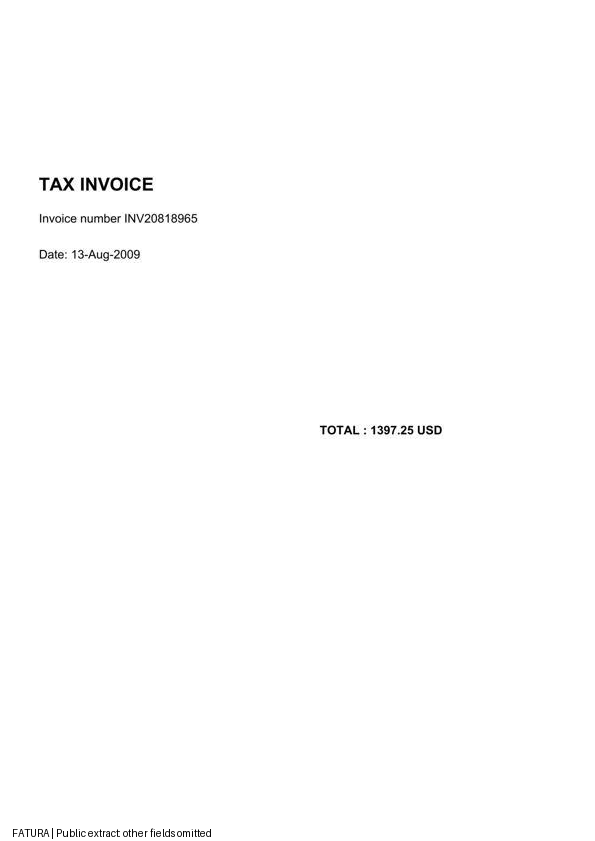 TAX INVOICE
Invoice number INV20818965
Date: 13-Aug-2009
TOTAL : 1397.25 USD
FATURA | Public extract: other fields omitted